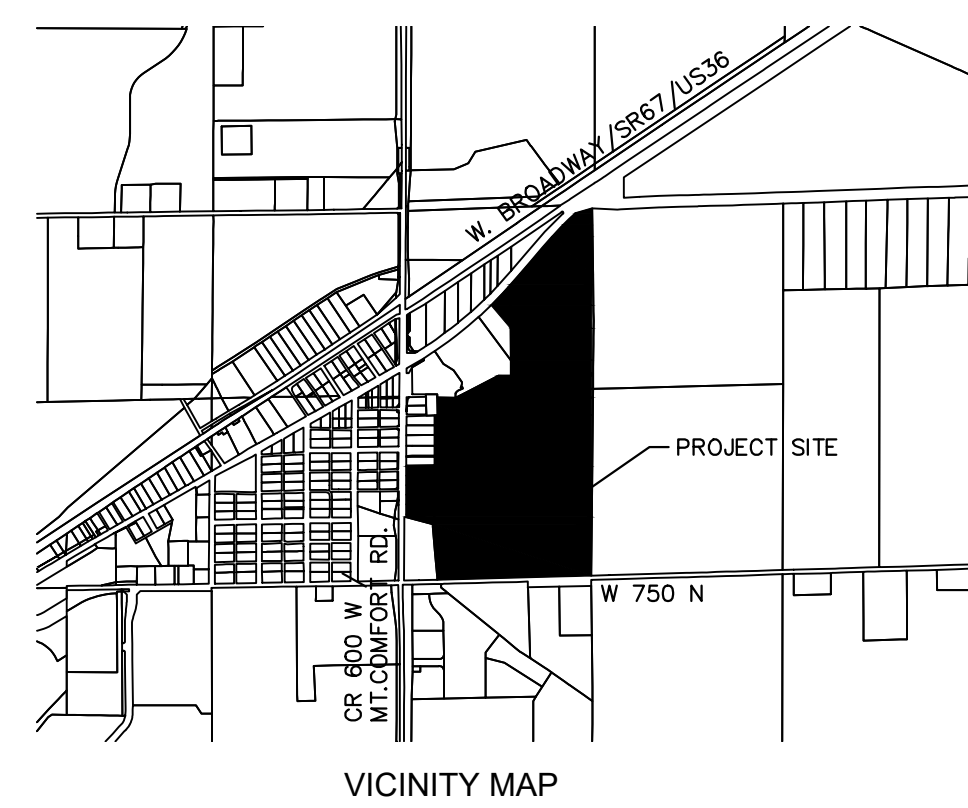 W. BROADWAY/SR67/US36
PROJECT SITE
W 750 N
CR 600 W
MT.COMFORT RD.
VICINITY MAP